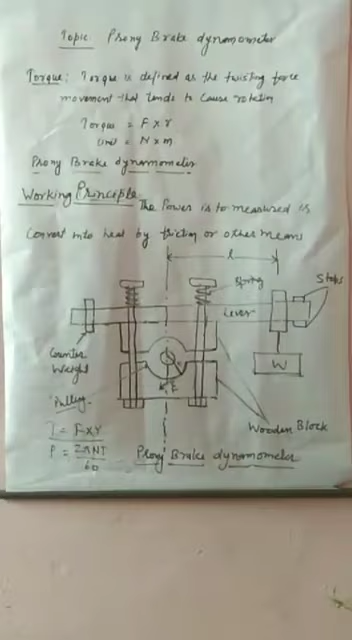 Topic: Prony Brake dynamometer
Torque: Torque is defined as the twisting force
movement that tends to cause rotation
Torque = F x r
Unit = N x m
Prony Brake dynamometer
Working Principle
The Power is to measured is
Convert into heat by friction or other means
l
Spring
Stops
Lever
Counter
Weight
W
Pulley
F
Wooden Block
T = F x r
P = 2πNT
60
Prony Brake dynamometer